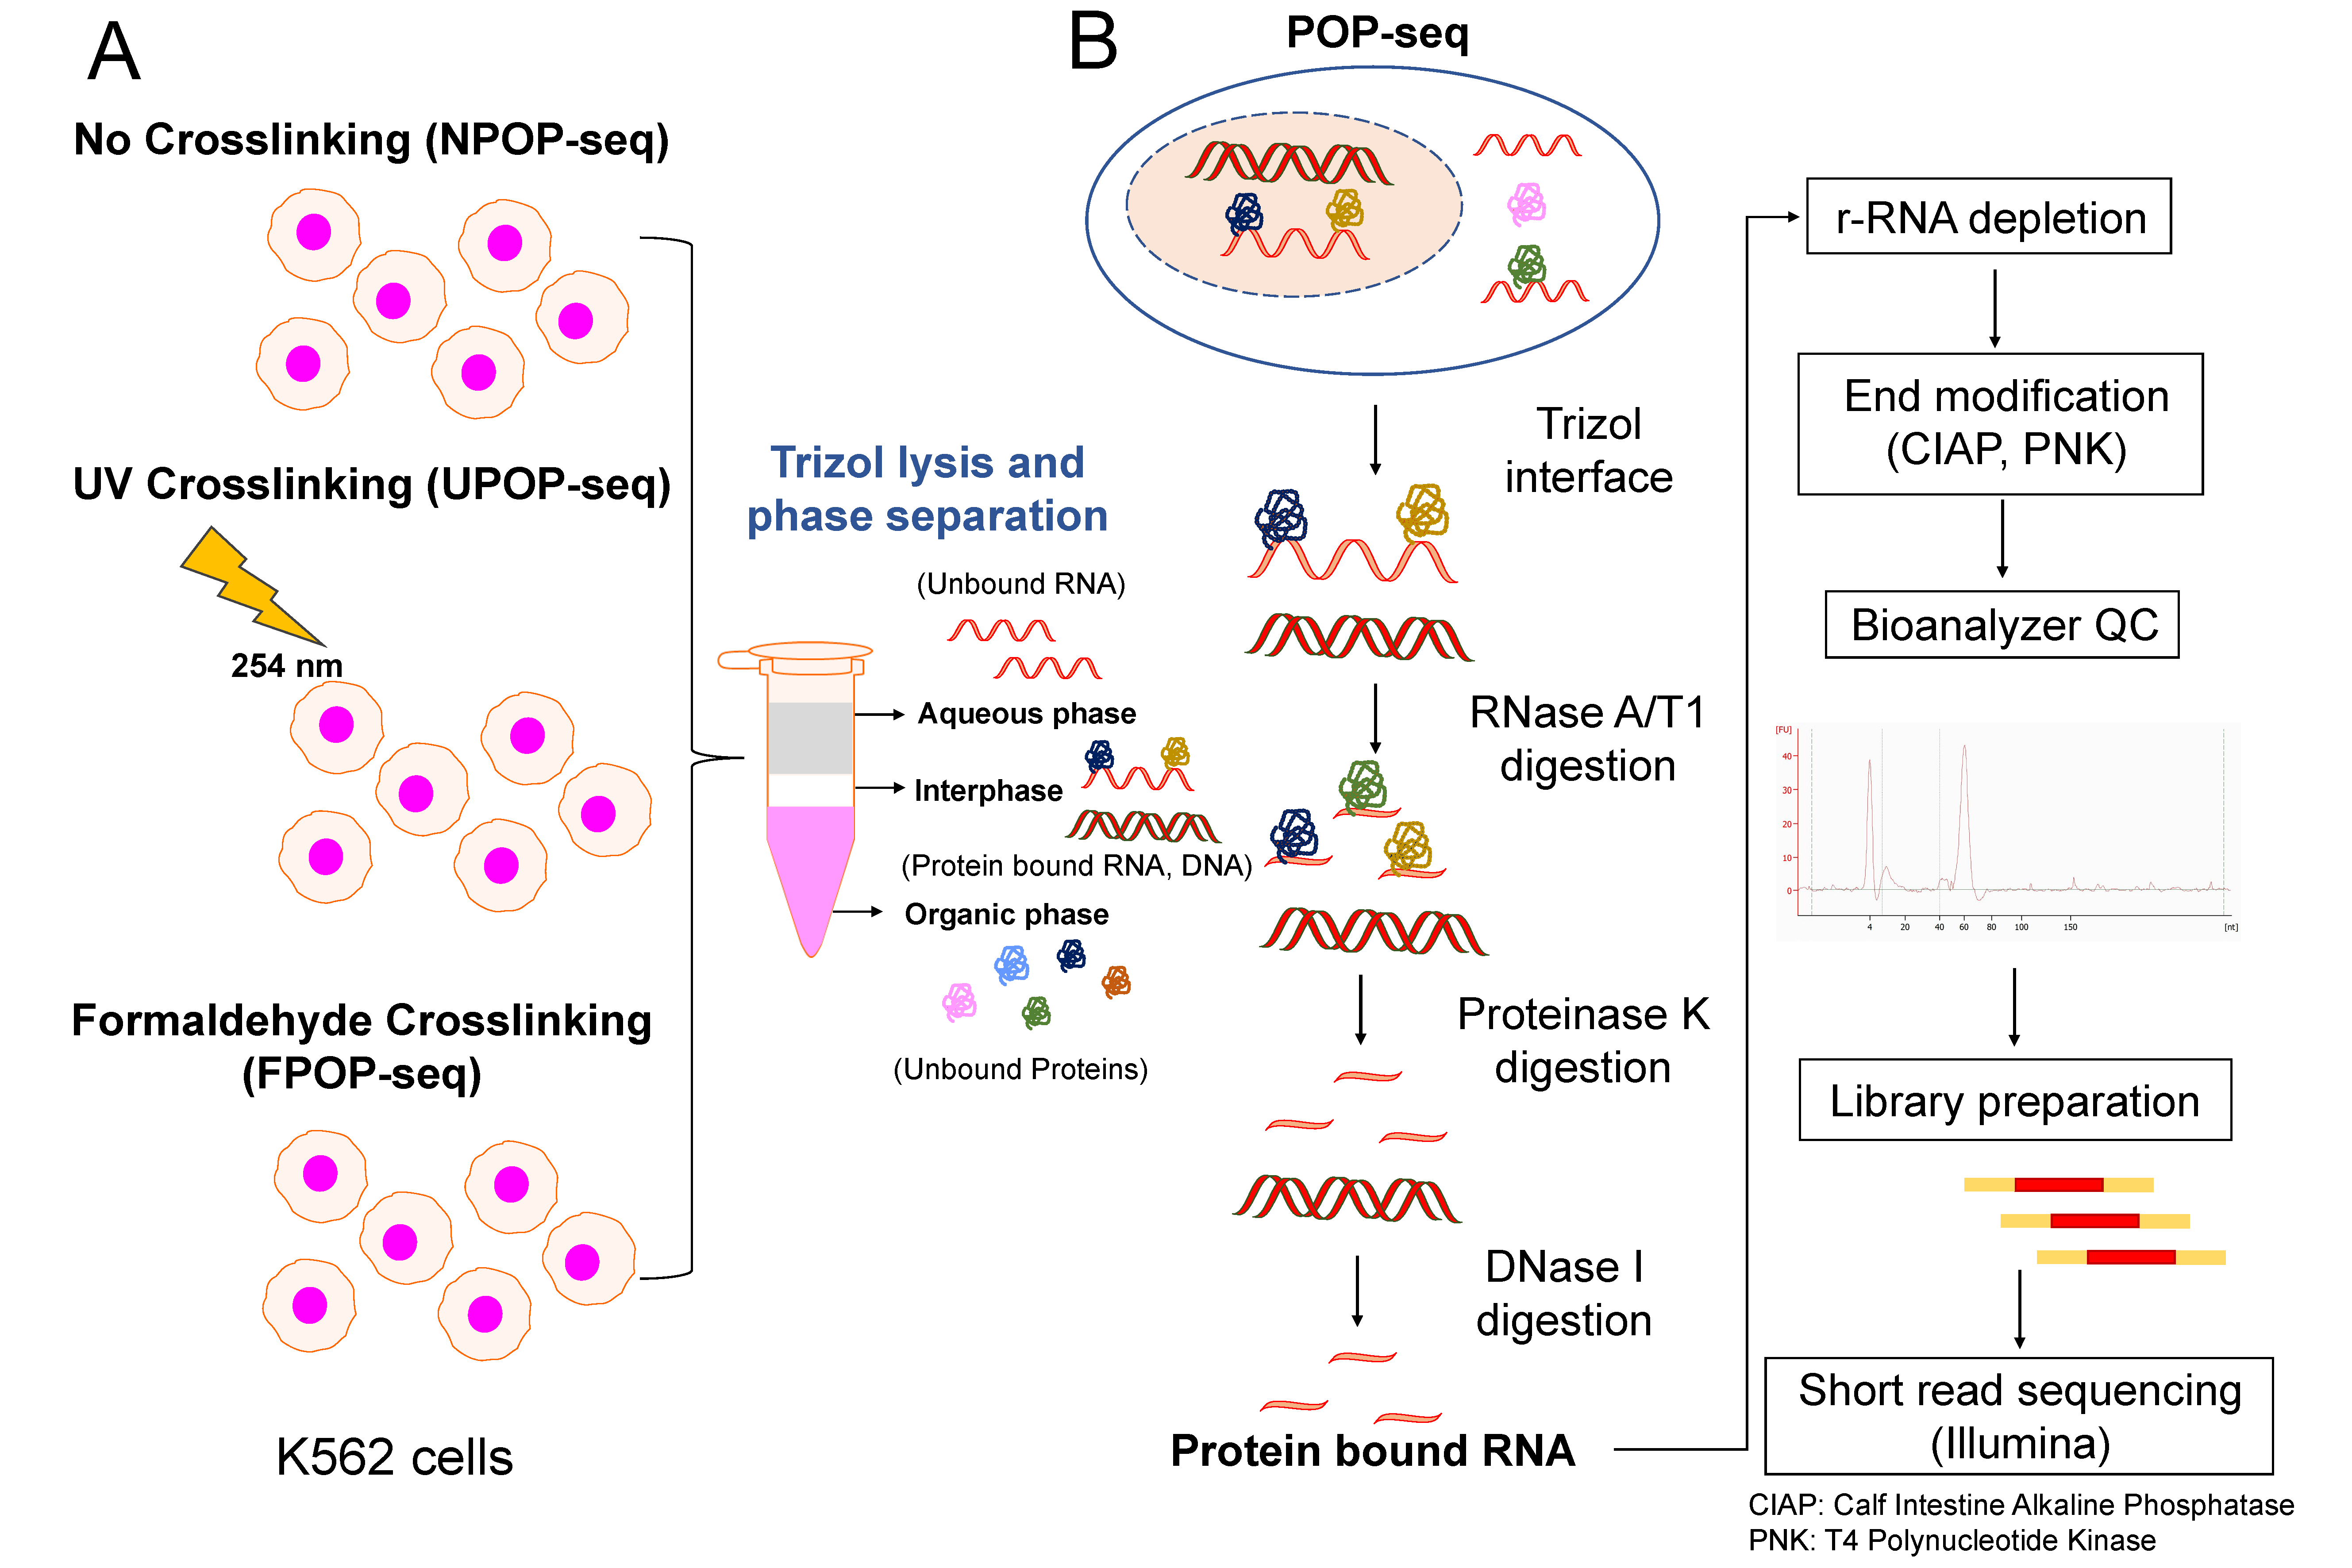 A
No Crosslinking (NPOP-seq)
UV Crosslinking (UPOP-seq)
254 nm
Formaldehyde Crosslinking
(FPOP-seq)
K562 cells
Trizol lysis and
phase separation
(Unbound RNA)
Aqueous phase
Interphase
(Protein bound RNA, DNA)
Organic phase
(Unbound Proteins)
B
POP-seq
Trizol
interface
RNase A/T1
digestion
Proteinase K
digestion
DNase I
digestion
Protein bound RNA
r-RNA depletion
End modification
(CIAP, PNK)
Bioanalyzer QC
[FU]
40
30
20
10
0
4 20 40 60 80 100 150 [nt]
Library preparation
Short read sequencing
(Illumina)
CIAP: Calf Intestine Alkaline Phosphatase
PNK: T4 Polynucleotide Kinase